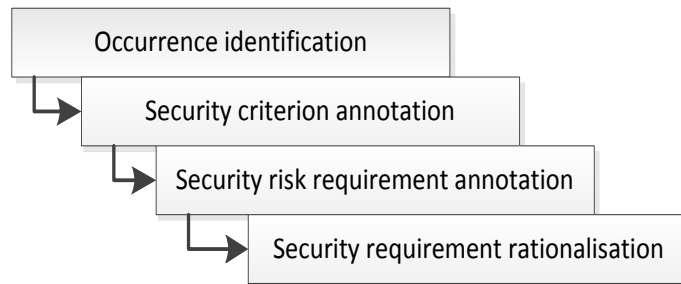 Occurrence identification
Security criterion annotation
Security risk requirement annotation
Security requirement rationalisation